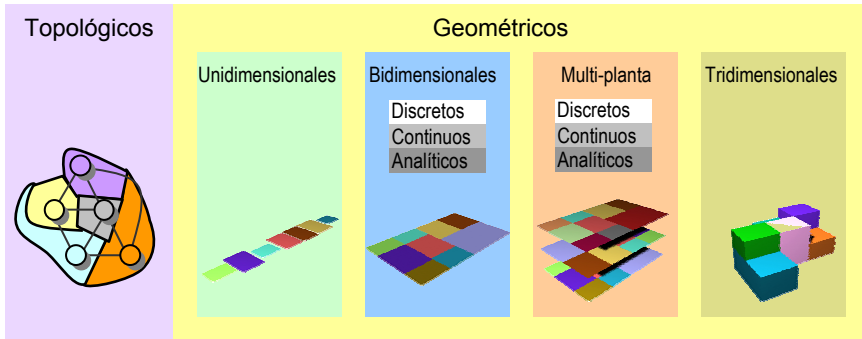 Topológicos
Geométricos
Unidimensionales
Bidimensionales
Discretos
Continuos
Analíticos
Multi-planta
Discretos
Continuos
Analíticos
Tridimensionales